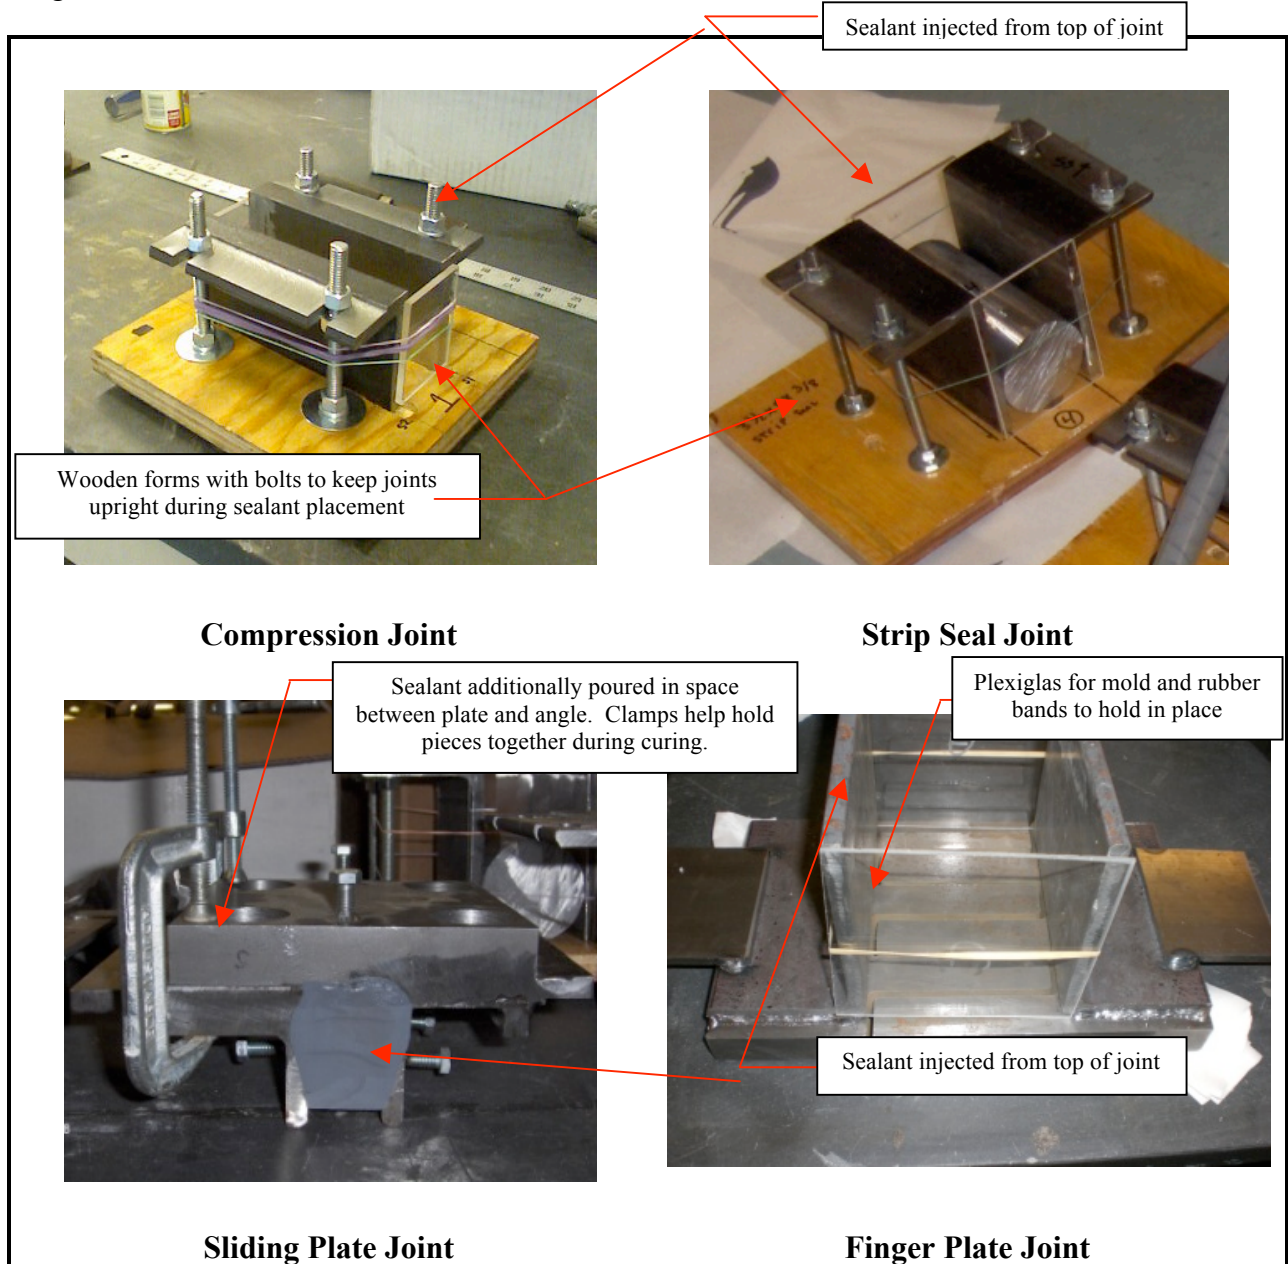 Sealant injected from top of joint
Wooden forms with bolts to keep joints
upright during sealant placement
Compression Joint
Strip Seal Joint
Sealant additionally poured in space
between plate and angle.  Clamps help hold
pieces together during curing.
Plexiglas for mold and rubber
bands to hold in place
Sealant injected from top of joint
Sliding Plate Joint
Finger Plate Joint